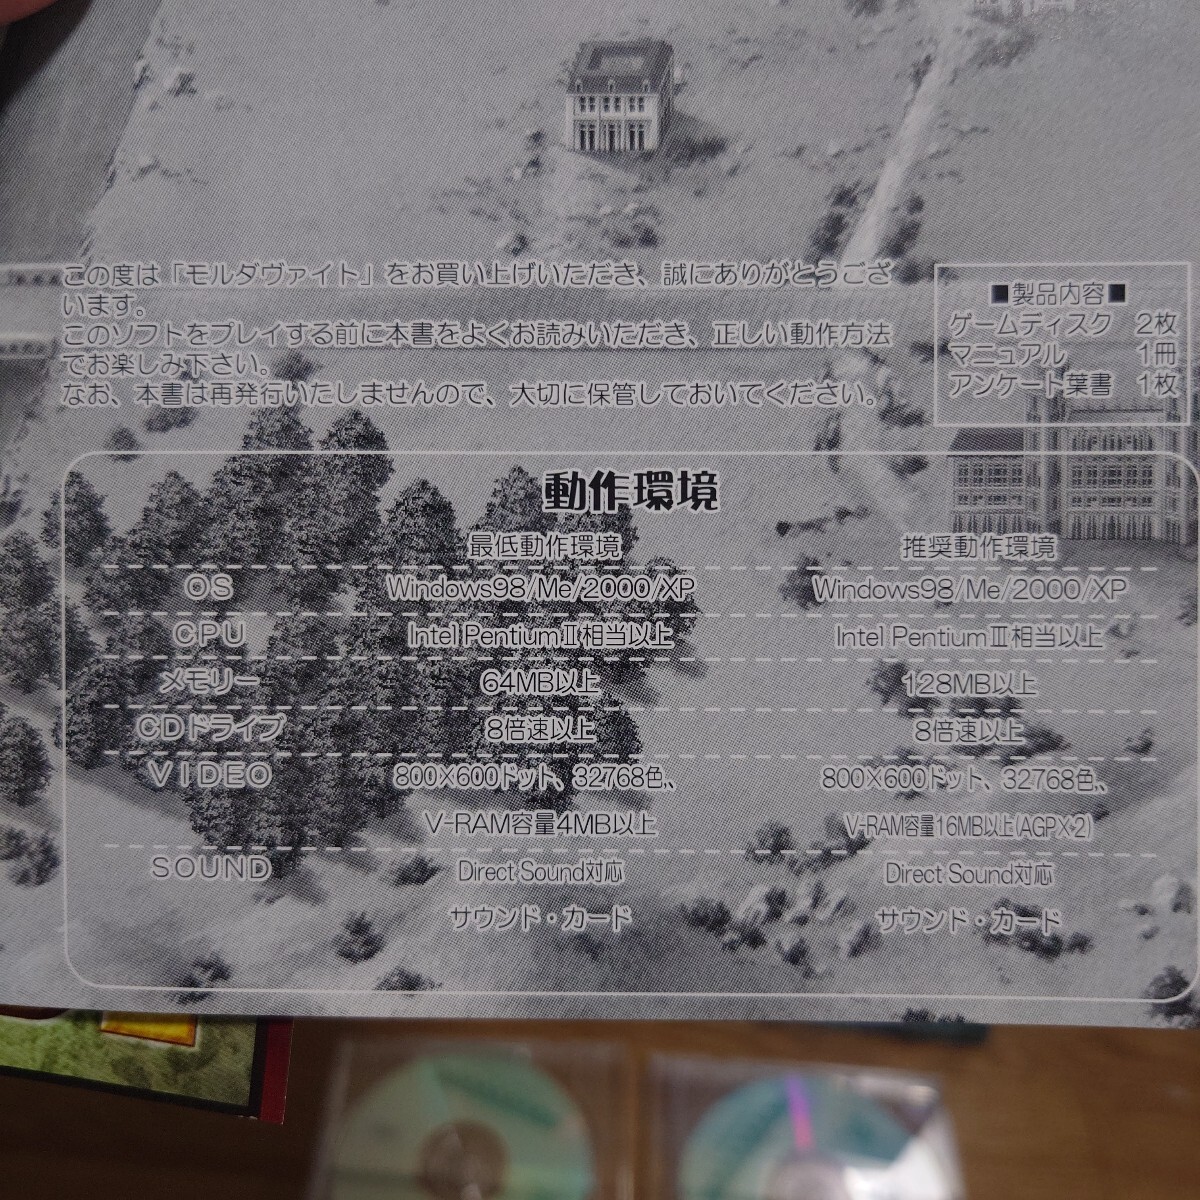 この度は「モルダヴァイト」をお買い上げいただき、誠にありがとうござ
います。
このソフトをプレイする前に本書をよくお読みいただき、正しい動作方法
でお楽しみ下さい。
なお、本書は再発行いたしませんので、大切に保管しておいてください。
■製品内容■
ゲームディスク 2枚
マニュアル 1冊
アンケート葉書 1枚
動作環境
最低動作環境 推奨動作環境
OS Windows98/Me/2000/XP Windows98/Me/2000/XP
CPU Intel PentiumⅡ相当以上 Intel PentiumⅡ相当以上
メモリー 64MB以上 128MB以上
CDドライブ 8倍速以上 8倍速以上
VIDEO 800×600ドット、32768色、、 800×600ドット、32768色、、
V-RAM容量4MB以上 V-RAM容量16MB以上(AGP×2)
SOUND Direct Sound対応 Direct Sound対応
サウンド・カード サウンド・カード